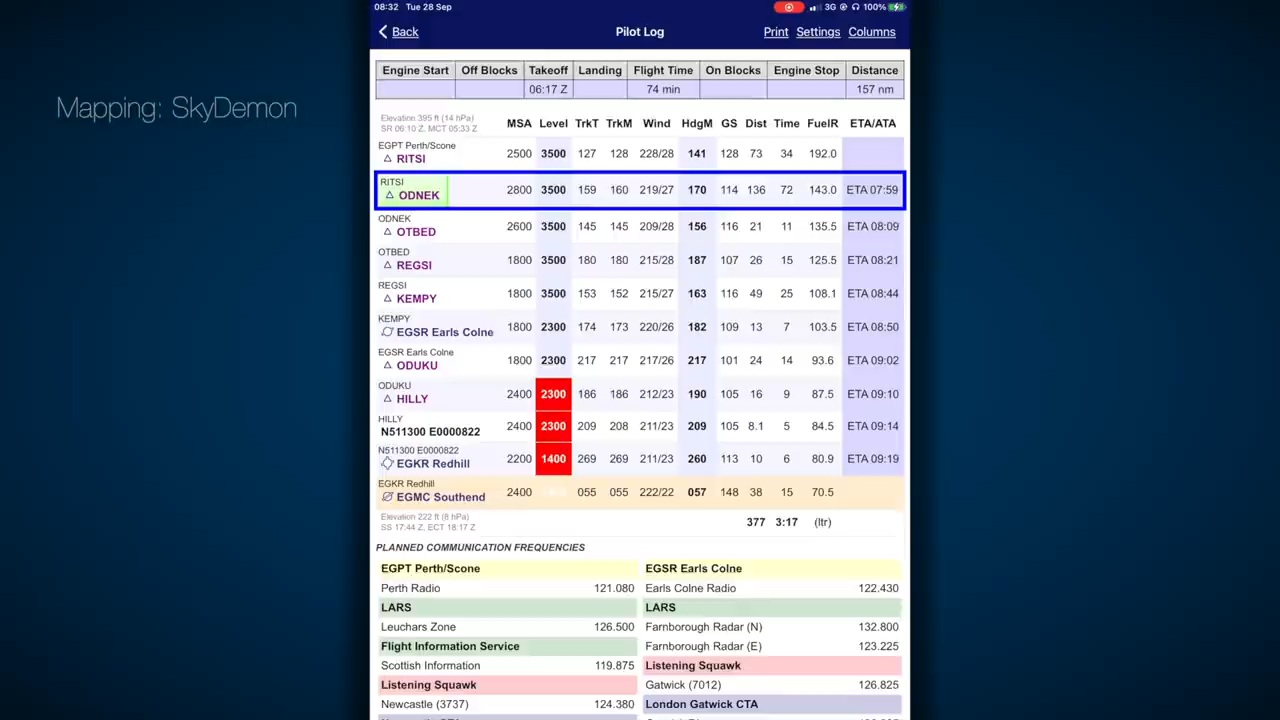 08:32 Tue 28 Sep 3G 100%
Back Pilot Log Print Settings Columns
Mapping: SkyDemon
Engine Start Off Blocks Takeoff Landing Flight Time On Blocks Engine Stop Distance
06:17 Z 74 min 157 nm
Elevation 395 ft (14 hPa)
SR 06:10 Z, MCT 05:33 Z
MSA Level TrkT TrkM Wind HdgM GS Dist Time FuelR ETA/ATA
EGPT Perth/Scone
RITSI 2500 3500 127 128 228/28 141 128 73 34 192.0
RITSI
ODNEK 2800 3500 159 160 219/27 170 114 136 72 143.0 ETA 07:59
ODNEK
OTBED 2600 3500 145 145 209/28 156 116 21 11 135.5 ETA 08:09
OTBED
REGSI 1800 3500 180 180 215/28 187 107 26 15 125.5 ETA 08:21
REGSI
KEMPY 1800 3500 153 152 215/27 163 116 49 25 108.1 ETA 08:44
KEMPY
EGSR Earls Colne 1800 2300 174 173 220/26 182 109 13 7 103.5 ETA 08:50
EGSR Earls Colne
ODUKU 1800 2300 217 217 217/26 217 101 24 14 93.6 ETA 09:02
ODUKU
HILLY 2400 2300 186 186 212/23 190 105 16 9 87.5 ETA 09:10
HILLY
N511300 E0000822 2400 2300 209 208 211/23 209 105 8.1 5 84.5 ETA 09:14
N511300 E0000822
EGKR Redhill 2200 1400 269 269 211/23 260 113 10 6 80.9 ETA 09:19
EGKR Redhill
EGMC Southend 2400 055 055 222/22 057 148 38 15 70.5
Elevation 222 ft (8 hPa)
SS 17:44 Z, ECT 18:17 Z
377 3:17 (ltr)
PLANNED COMMUNICATION FREQUENCIES
EGPT Perth/Scone
Perth Radio 121.080
LARS
Leuchars Zone 126.500
Flight Information Service
Scottish Information 119.875
Listening Squawk
Newcastle (3737) 124.380
EGSR Earls Colne
Earls Colne Radio 122.430
LARS
Farnborough Radar (N) 132.800
Farnborough Radar (E) 123.225
Listening Squawk
Gatwick (7012) 126.825
London Gatwick CTA